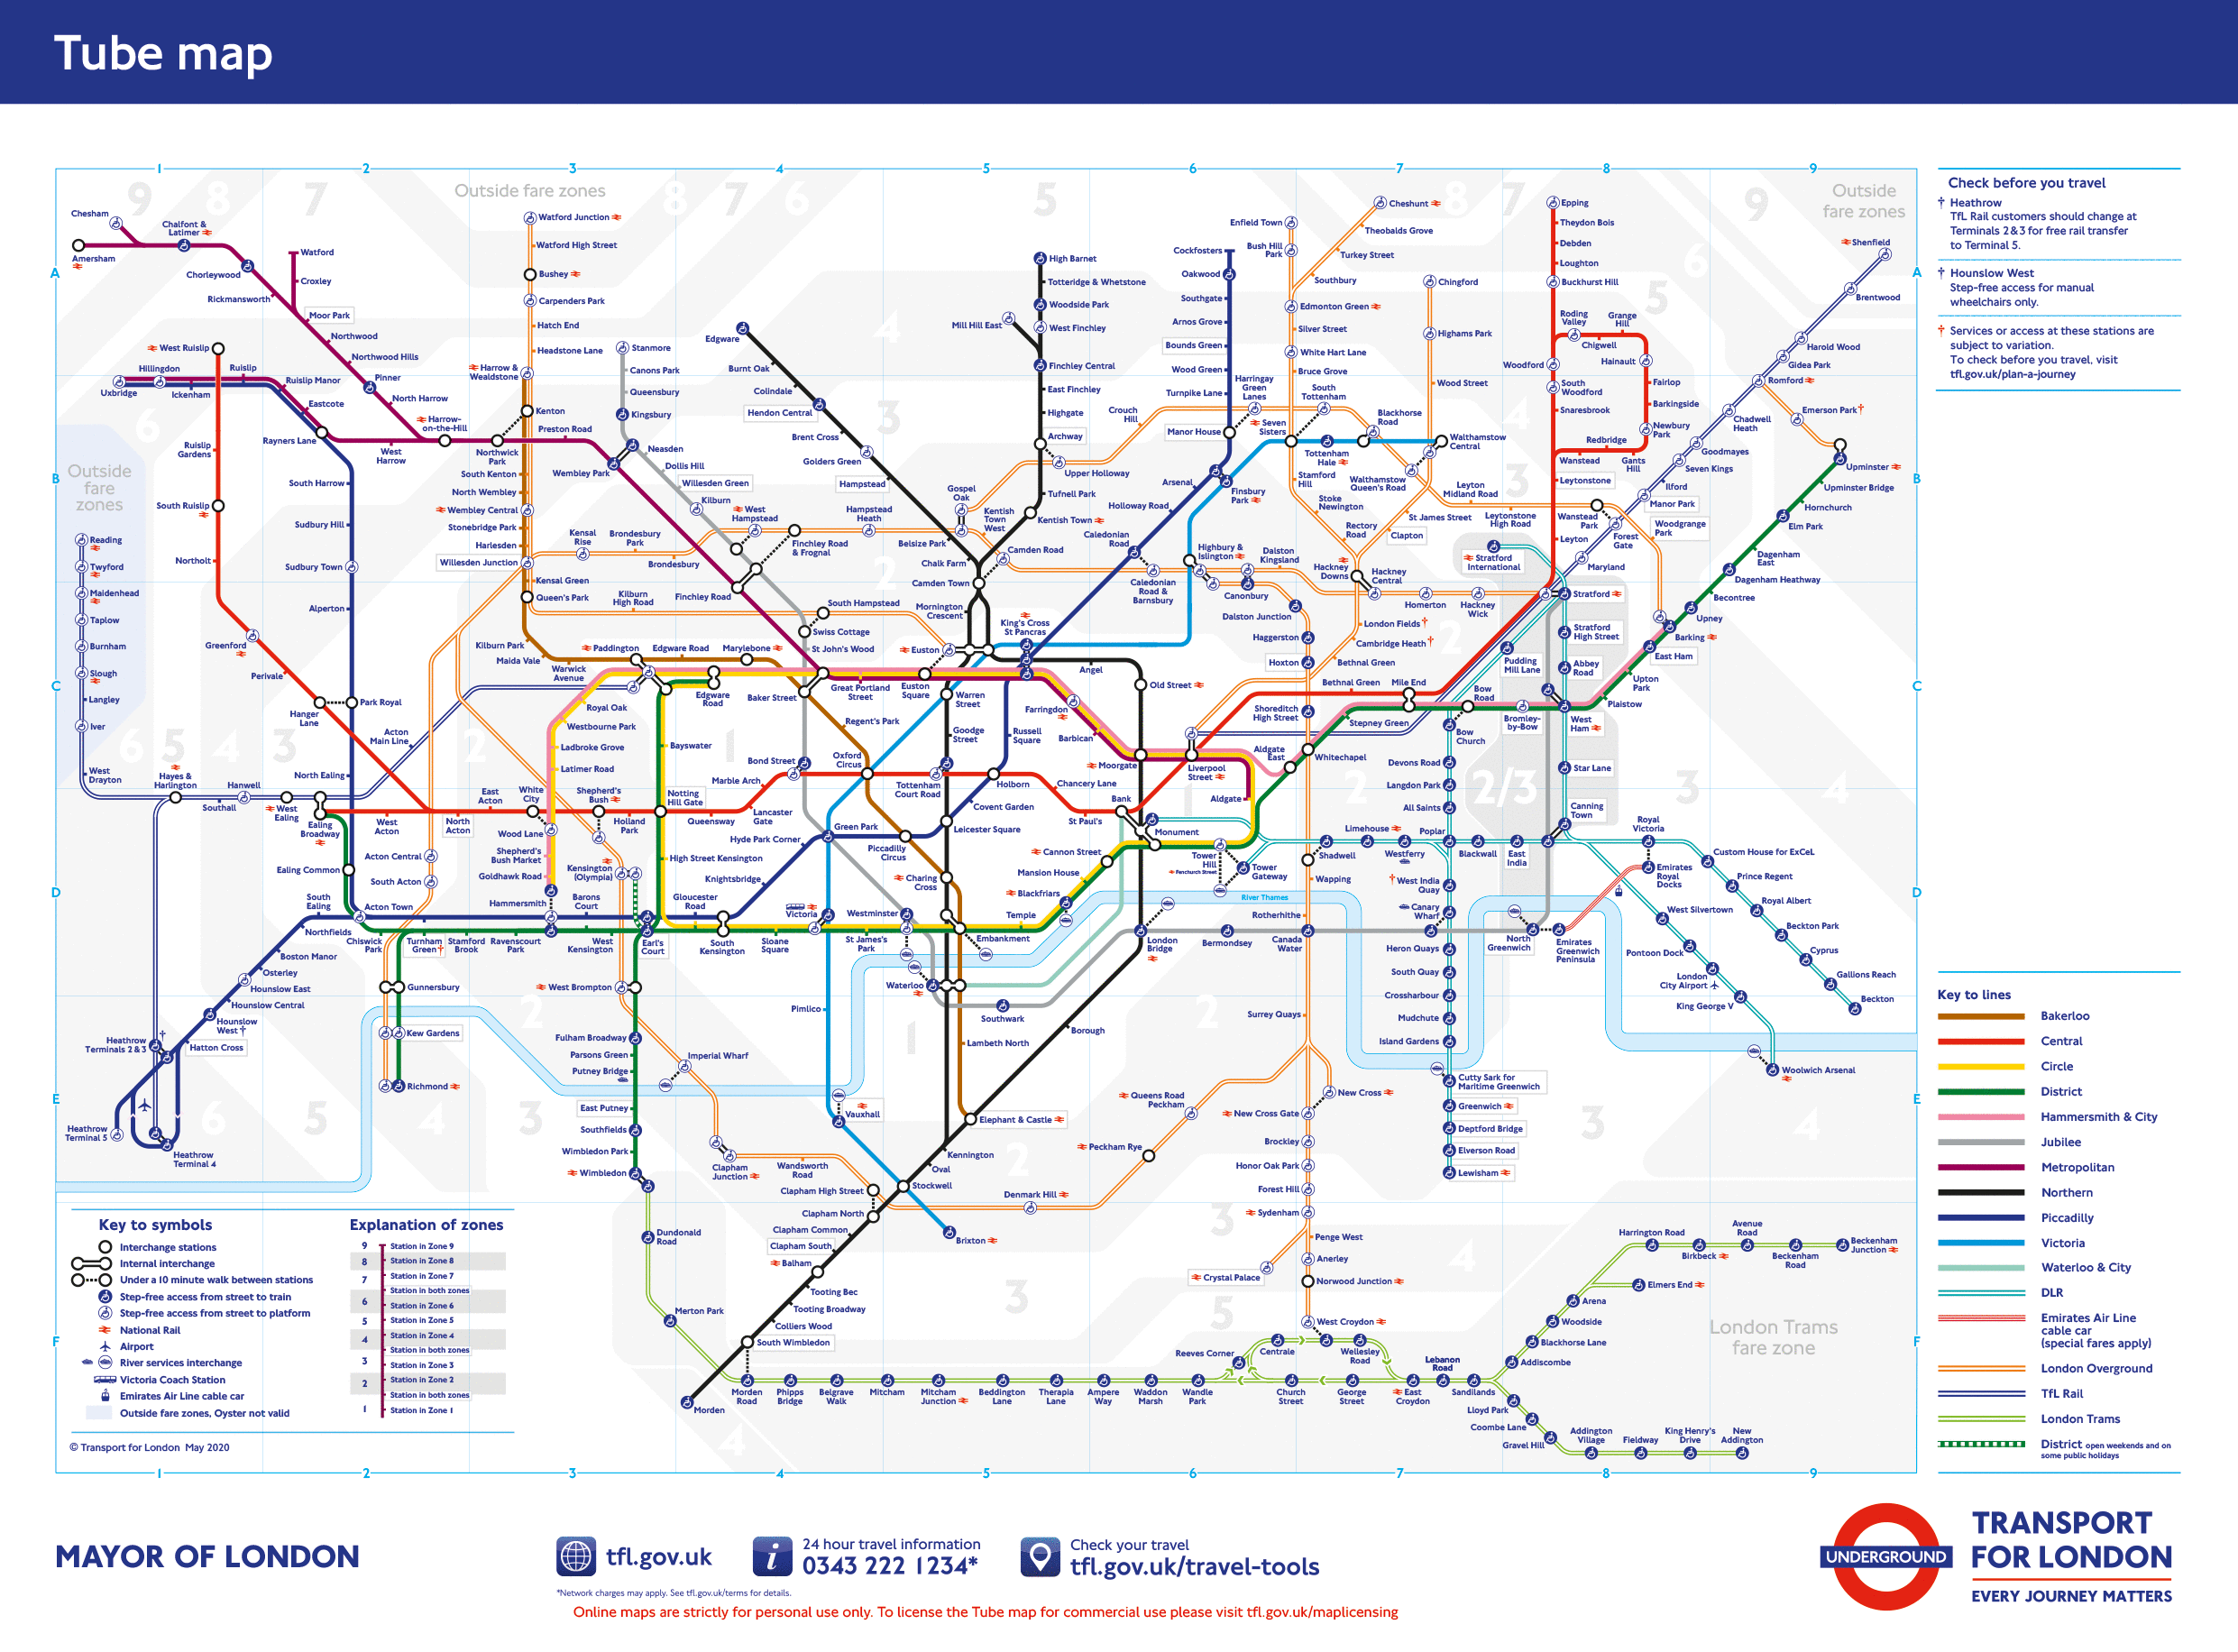 Tube map
1
2
3
4
5
6
7
8
9
A
B
C
D
E
F
Outside fare zones
Outside
fare zones
Chesham
Chalfont &
Latimer
Amersham
Chorleywood
Rickmansworth
Watford
Croxley
Moor Park
Northwood
Northwood Hills
Pinner
North Harrow
Harrow-
on-the-Hill
West Ruislip
Hillingdon
Uxbridge
Ickenham
Ruislip
Ruislip Manor
Eastcote
Rayners Lane
West
Harrow
Northwick
Park
Preston Road
Wembley Park
Ruislip
Gardens
South Ruislip
Northolt
Greenford
Perivale
Hanger
Lane
Park Royal
South Harrow
Sudbury Hill
Sudbury Town
Alperton
North Ealing
Outside
fare
zones
Reading
Twyford
Maidenhead
Taplow
Burnham
Slough
Langley
Iver
West
Drayton
Hayes &
Harlington
Southall
Hanwell
West
Ealing
Ealing
Broadway
Acton
Main Line
Watford Junction
Watford High Street
Bushey
Carpenders Park
Hatch End
Headstone Lane
Harrow &
Wealdstone
Kenton
South Kenton
North Wembley
Wembley Central
Stonebridge Park
Harlesden
Willesden Junction
Kensal Green
Queen's Park
Kilburn Park
Maida Vale
Warwick
Avenue
Paddington
Edgware Road
Marylebone
Stanmore
Canons Park
Queensbury
Kingsbury
Neasden
Dollis Hill
Willesden Green
Kilburn
West
Hampstead
Finchley Road
Finchley Road
& Frognal
Hampstead
Heath
Kensal
Rise
Brondesbury
Park
Brondesbury
Kilburn
High Road
South Hampstead
Swiss Cottage
St John's Wood
Edgware
Burnt Oak
Colindale
Hendon Central
Brent Cross
Golders Green
Hampstead
Belsize Park
Chalk Farm
Camden Town
Mornington
Crescent
Euston
Mill Hill East
High Barnet
Totteridge & Whetstone
Woodside Park
West Finchley
Finchley Central
East Finchley
Highgate
Archway
Upper Holloway
Crouch
Hill
Gospel
Oak
Tufnell Park
Kentish
Town
West
Kentish Town
Camden Road
Cockfosters
Oakwood
Southgate
Arnos Grove
Bounds Green
Wood Green
Turnpike Lane
Manor House
Harringay
Green
Lanes
Finsbury
Park
Arsenal
Holloway Road
Caledonian
Road
Caledonian
Road &
Barnsbury
Highbury &
Islington
Canonbury
Dalston
Kingsland
Dalston Junction
Haggerston
Hoxton
Shoreditch
High Street
Enfield Town
Bush Hill
Park
Cheshunt
Theobalds Grove
Turkey Street
Southbury
Edmonton Green
Silver Street
White Hart Lane
Bruce Grove
South
Tottenham
Seven
Sisters
Tottenham
Hale
Blackhorse
Road
Walthamstow
Central
Walthamstow
Queen's Road
Stamford
Hill
Stoke
Newington
Rectory
Road
Clapton
St James Street
Hackney
Downs
Hackney
Central
Homerton
Hackney
Wick
London Fields †
Cambridge Heath †
Bethnal Green
Chingford
Highams Park
Wood Street
Leyton
Midland Road
Leytonstone
High Road
Wanstead
Park
Woodgrange
Park
Epping
Theydon Bois
Debden
Loughton
Buckhurst Hill
Roding
Valley
Chigwell
Grange
Hill
Hainault
Fairlop
Barkingside
Newbury
Park
Woodford
South
Woodford
Snaresbrook
Redbridge
Wanstead
Gants
Hill
Leytonstone
Leyton
Shenfield
Brentwood
Harold Wood
Gidea Park
Romford
Emerson Park †
Chadwell
Heath
Goodmayes
Seven Kings
Ilford
Manor Park
Forest
Gate
Maryland
Stratford
International
Stratford
Upminster
Upminster Bridge
Hornchurch
Elm Park
Dagenham
East
Dagenham Heathway
Becontree
Upney
Barking
East Ham
Upton
Park
Plaistow
West
Ham
Bromley-
by-Bow
Bow
Road
Bow
Church
Mile End
Bethnal Green
Stepney Green
Whitechapel
Pudding
Mill Lane
Stratford
High Street
Abbey
Road
Star Lane
Canning
Town
Devons Road
Langdon Park
All Saints
Poplar
Blackwall
East
India
Limehouse
Westferry
Shadwell
Wapping
Rotherhithe
Canada
Water
Surrey Quays
West India
Quay
Canary
Wharf
Heron Quays
South Quay
Crossharbour
Mudchute
Island Gardens
Cutty Sark for
Maritime Greenwich
Greenwich
Deptford Bridge
Elverson Road
Lewisham
North
Greenwich
Emirates
Greenwich
Peninsula
Emirates
Royal
Docks
Royal
Victoria
Custom House for ExCeL
Prince Regent
Royal Albert
Beckton Park
Cyprus
Gallions Reach
Beckton
West Silvertown
Pontoon Dock
London
City Airport
King George V
Woolwich Arsenal
King's Cross
St Pancras
Angel
Old Street
Edgware
Road
Baker Street
Great Portland
Street
Euston
Square
Warren
Street
Farringdon
Barbican
Moorgate
Liverpool
Street
Aldgate
Aldgate
East
Royal Oak
Westbourne Park
Ladbroke Grove
Latimer Road
Bayswater
Regent's Park
Goodge
Street
Russell
Square
Bond Street
Oxford
Circus
Tottenham
Court Road
Holborn
Chancery Lane
St Paul's
Bank
Monument
Marble Arch
Lancaster
Gate
Queensway
Notting
Hill Gate
Holland
Park
Shepherd's
Bush
White
City
East
Acton
North
Acton
West
Acton
Wood Lane
Shepherd's
Bush Market
Goldhawk Road
Hammersmith
Kensington
(Olympia)
High Street Kensington
Hyde Park Corner
Knightsbridge
Green Park
Piccadilly
Circus
Leicester Square
Covent Garden
Charing
Cross
Cannon Street
Mansion House
Blackfriars
Temple
Embankment
Tower
Hill
Tower
Gateway
Fenchurch Street
River Thames
Acton Central
South Acton
Ealing Common
Acton Town
South
Ealing
Northfields
Boston Manor
Osterley
Hounslow East
Hounslow Central
Hounslow
West †
Hatton Cross
Heathrow
Terminals 2 & 3
Heathrow
Terminal 5
Heathrow
Terminal 4
Chiswick
Park
Turnham
Green †
Stamford
Brook
Ravenscourt
Park
West
Kensington
Barons
Court
Earl's
Court
Gloucester
Road
South
Kensington
Sloane
Square
Victoria
St James's
Park
Westminster
Waterloo
Southwark
London
Bridge
Bermondsey
Borough
Lambeth North
Elephant & Castle
Kennington
Oval
Stockwell
Pimlico
Vauxhall
Brixton
Gunnersbury
Kew Gardens
Richmond
West Brompton
Fulham Broadway
Parsons Green
Putney Bridge
East Putney
Southfields
Wimbledon Park
Wimbledon
Imperial Wharf
Clapham
Junction
Wandsworth
Road
Clapham High Street
Clapham North
Clapham Common
Clapham South
Balham
Tooting Bec
Tooting Broadway
Colliers Wood
South Wimbledon
Morden
Denmark Hill
Peckham Rye
Queens Road
Peckham
New Cross
New Cross Gate
Brockley
Honor Oak Park
Forest Hill
Sydenham
Penge West
Anerley
Crystal Palace
Norwood Junction
West Croydon
Dundonald
Road
Merton Park
Morden
Road
Phipps
Bridge
Belgrave
Walk
Mitcham
Mitcham
Junction
Beddington
Lane
Therapia
Lane
Ampere
Way
Waddon
Marsh
Wandle
Park
Reeves Corner
Centrale
Wellesley
Road
Church
Street
George
Street
East
Croydon
Lebanon
Road
Sandilands
Lloyd Park
Coombe Lane
Gravel Hill
Addington
Village
Fieldway
King Henry's
Drive
New
Addington
Addiscombe
Blackhorse Lane
Woodside
Arena
Elmers End
Harrington Road
Birkbeck
Avenue
Road
Beckenham
Road
Beckenham
Junction
London Trams
fare zone
2/3
Key to symbols
Interchange stations
Internal interchange
Under a 10 minute walk between stations
Step-free access from street to train
Step-free access from street to platform
National Rail
Airport
River services interchange
Victoria Coach Station
Emirates Air Line cable car
Outside fare zones, Oyster not valid
Explanation of zones
9 Station in Zone 9
8 Station in Zone 8
7 Station in Zone 7
Station in both zones
6 Station in Zone 6
5 Station in Zone 5
4 Station in Zone 4
Station in both zones
3 Station in Zone 3
2 Station in Zone 2
Station in both zones
1 Station in Zone 1
© Transport for London May 2020
Check before you travel
† Heathrow
TfL Rail customers should change at
Terminals 2 & 3 for free rail transfer
to Terminal 5.
† Hounslow West
Step-free access for manual
wheelchairs only.
† Services or access at these stations are
subject to variation.
To check before you travel, visit
tfl.gov.uk/plan-a-journey
Key to lines
Bakerloo
Central
Circle
District
Hammersmith & City
Jubilee
Metropolitan
Northern
Piccadilly
Victoria
Waterloo & City
DLR
Emirates Air Line
cable car
(special fares apply)
London Overground
TfL Rail
London Trams
District open weekends and on
some public holidays
MAYOR OF LONDON
tfl.gov.uk
24 hour travel information
0343 222 1234*
Check your travel
tfl.gov.uk/travel-tools
*Network charges may apply. See tfl.gov.uk/terms for details.
Online maps are strictly for personal use only. To license the Tube map for commercial use please visit tfl.gov.uk/maplicensing
UNDERGROUND
TRANSPORT
FOR LONDON
EVERY JOURNEY MATTERS